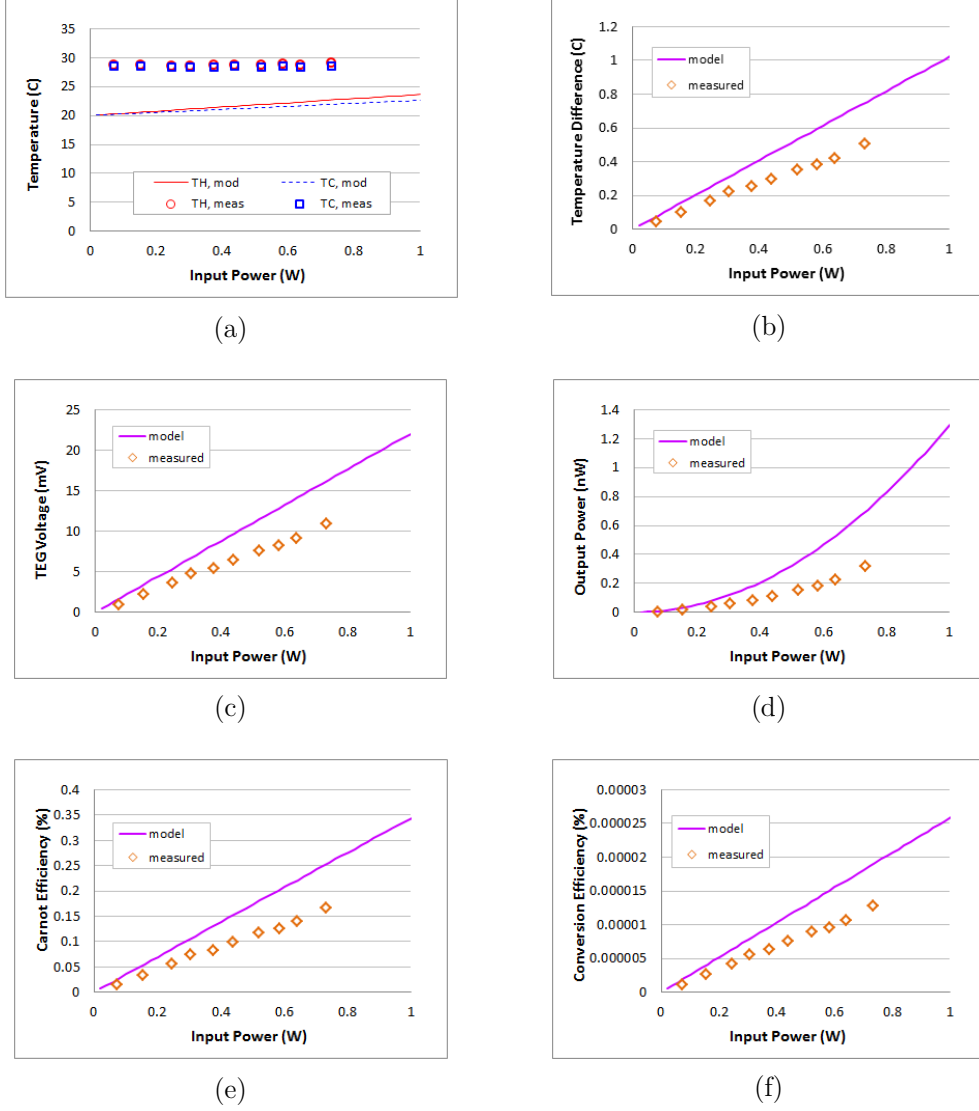 35
30
25
20
15
10
5
0
Temperature (C)
TH, mod
TC, mod
TH, meas
TC, meas
0 0.2 0.4 0.6 0.8 1
Input Power (W)
(a)
1.2
1
0.8
0.6
0.4
0.2
0
Temperature Difference (C)
model
measured
0 0.2 0.4 0.6 0.8 1
Input Power (W)
(b)
25
20
15
10
5
0
TEG Voltage (mV)
model
measured
0 0.2 0.4 0.6 0.8 1
Input Power (W)
(c)
1.4
1.2
1
0.8
0.6
0.4
0.2
0
Output Power (nW)
model
measured
0 0.2 0.4 0.6 0.8 1
Input Power (W)
(d)
0.4
0.35
0.3
0.25
0.2
0.15
0.1
0.05
0
Carnot Efficiency (%)
model
measured
0 0.2 0.4 0.6 0.8 1
Input Power (W)
(e)
0.00003
0.000025
0.00002
0.000015
0.00001
0.000005
0
Conversion Efficiency (%)
model
measured
0 0.2 0.4 0.6 0.8 1
Input Power (W)
(f)